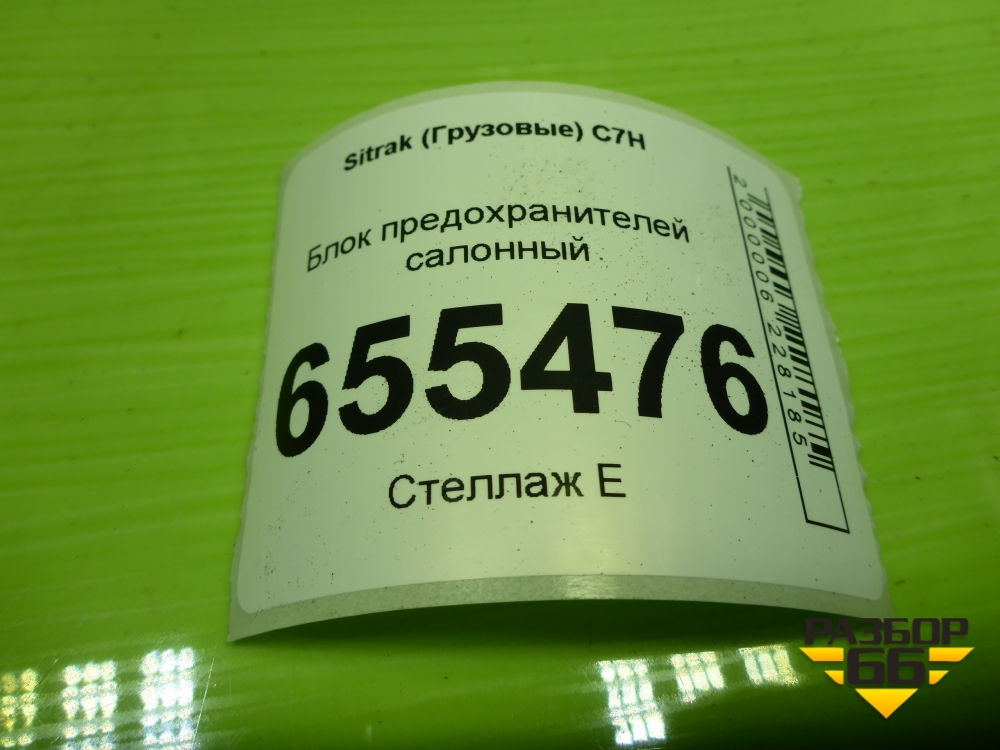 Sitrak (Грузовые) C7H
Блок предохранителей
салонный
655476
Стеллаж Е
2000006228185
РАЗБОР
66